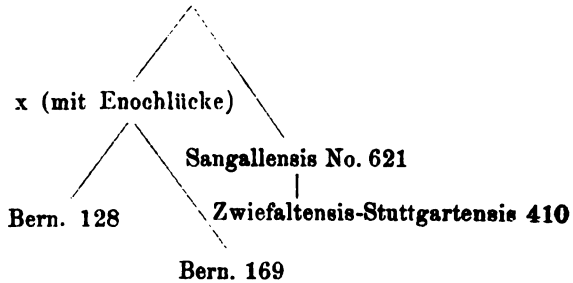 x (mit Enochlücke)
Sangallensis No. 621
Bern. 128
Zwiefaltensis-Stuttgartensis 410
Bern. 169